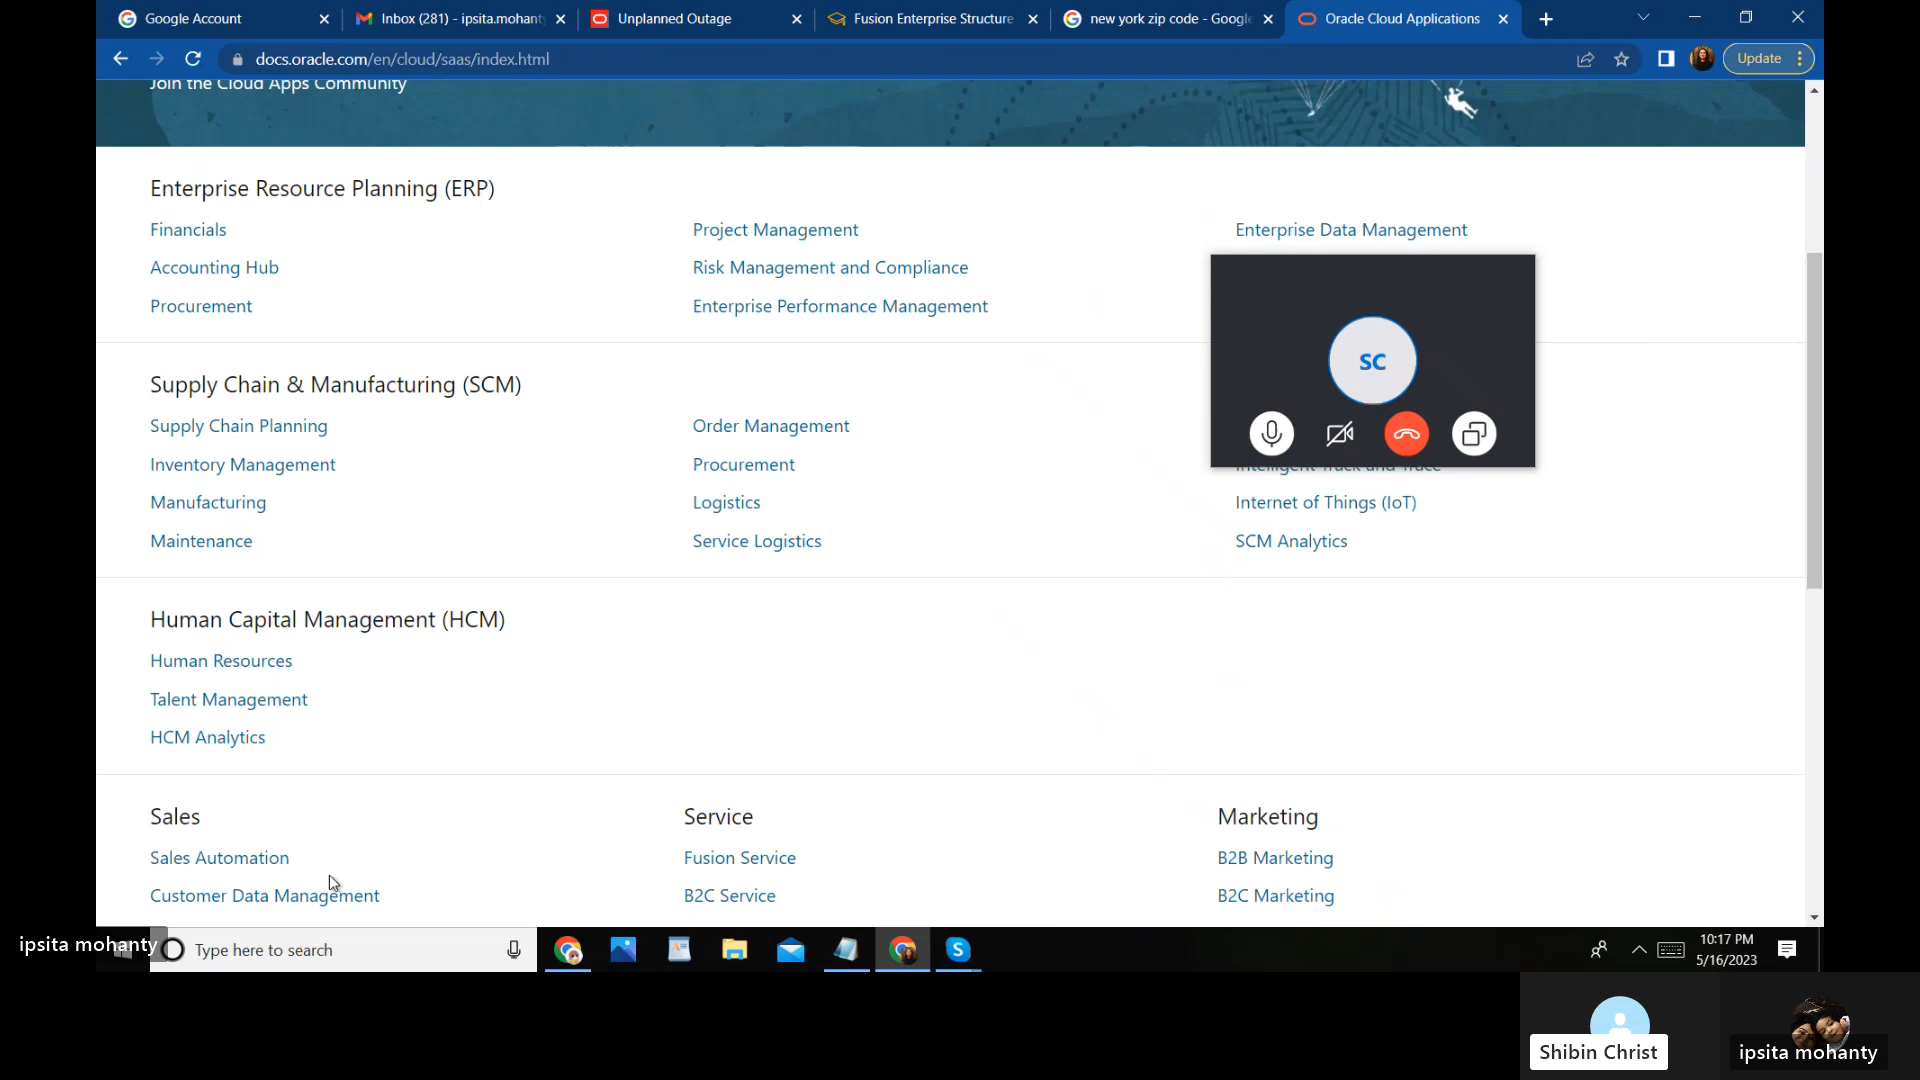 Google Account
Inbox (281) - ipsita.mohanty
Unplanned Outage
Fusion Enterprise Structure
new york zip code - Google
Oracle Cloud Applications
docs.oracle.com/en/cloud/saas/index.html
Update
Join the Cloud Apps Community
Enterprise Resource Planning (ERP)
Financials
Project Management
Enterprise Data Management
Accounting Hub
Risk Management and Compliance
Procurement
Enterprise Performance Management
SC
Supply Chain & Manufacturing (SCM)
Supply Chain Planning
Order Management
Inventory Management
Procurement
Intelligent Track and Trace
Manufacturing
Logistics
Internet of Things (IoT)
Maintenance
Service Logistics
SCM Analytics
Human Capital Management (HCM)
Human Resources
Talent Management
HCM Analytics
Sales
Service
Marketing
Sales Automation
Fusion Service
B2B Marketing
Customer Data Management
B2C Service
B2C Marketing
ipsita mohanty
Type here to search
10:17 PM
5/16/2023
Shibin Christ
ipsita mohanty